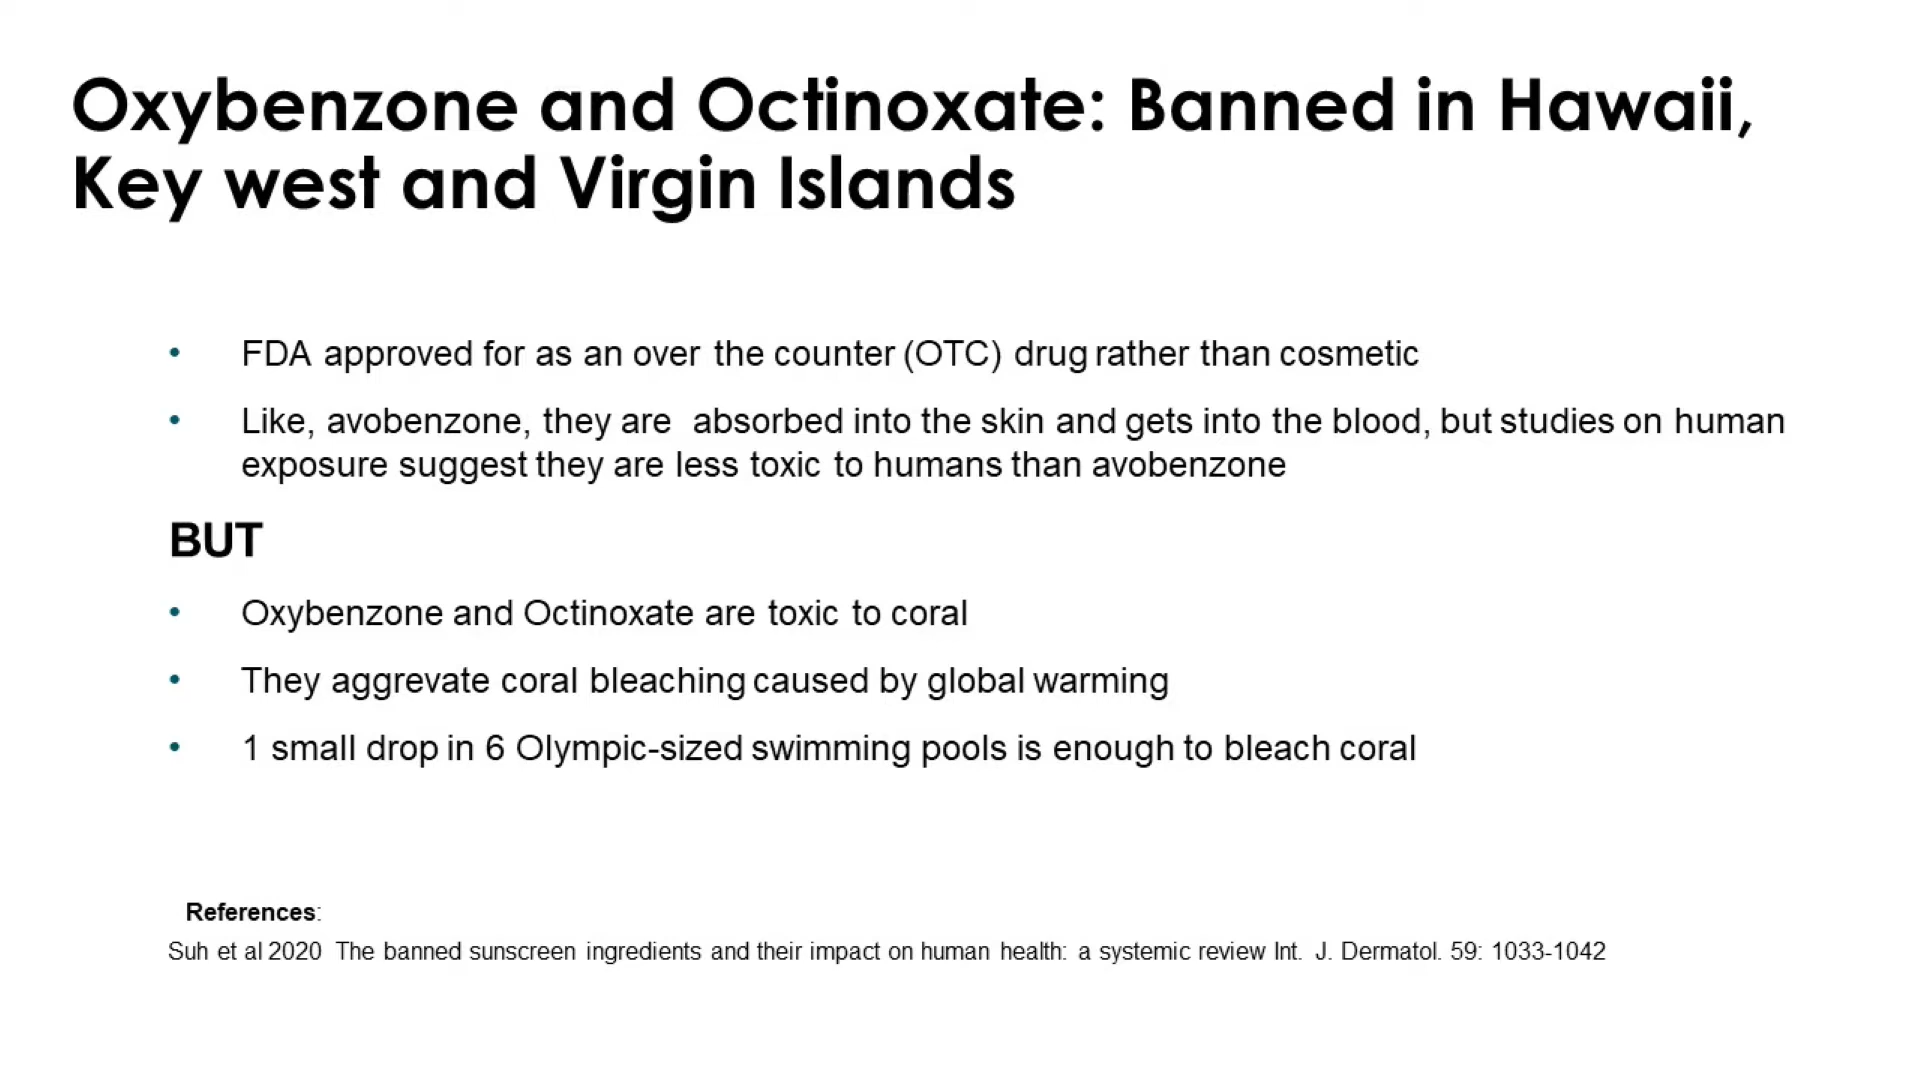 Oxybenzone and Octinoxate: Banned in Hawaii,
Key west and Virgin Islands
• FDA approved for as an over the counter (OTC) drug rather than cosmetic
• Like, avobenzone, they are absorbed into the skin and gets into the blood, but studies on human
exposure suggest they are less toxic to humans than avobenzone
BUT
• Oxybenzone and Octinoxate are toxic to coral
• They aggrevate coral bleaching caused by global warming
• 1 small drop in 6 Olympic-sized swimming pools is enough to bleach coral
References:
Suh et al 2020 The banned sunscreen ingredients and their impact on human health: a systemic review Int. J. Dermatol. 59: 1033-1042